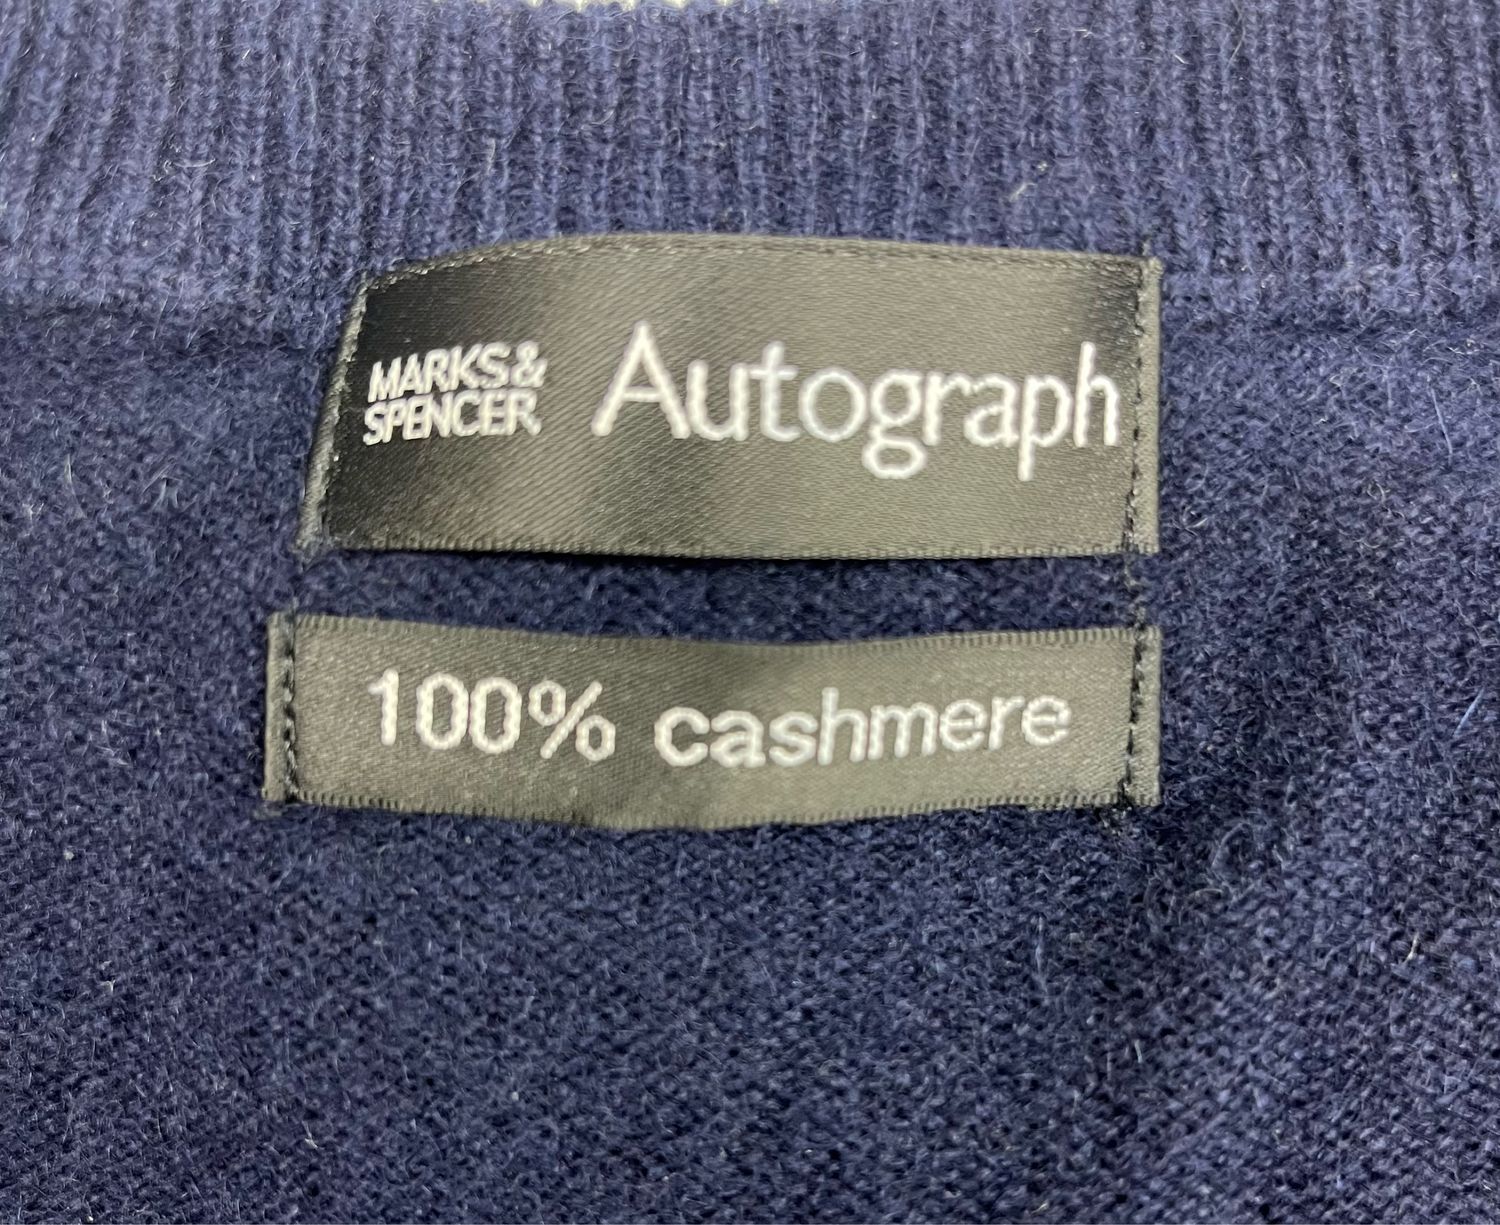 MARKS &
SPENCER
Autograph
100% cashmere